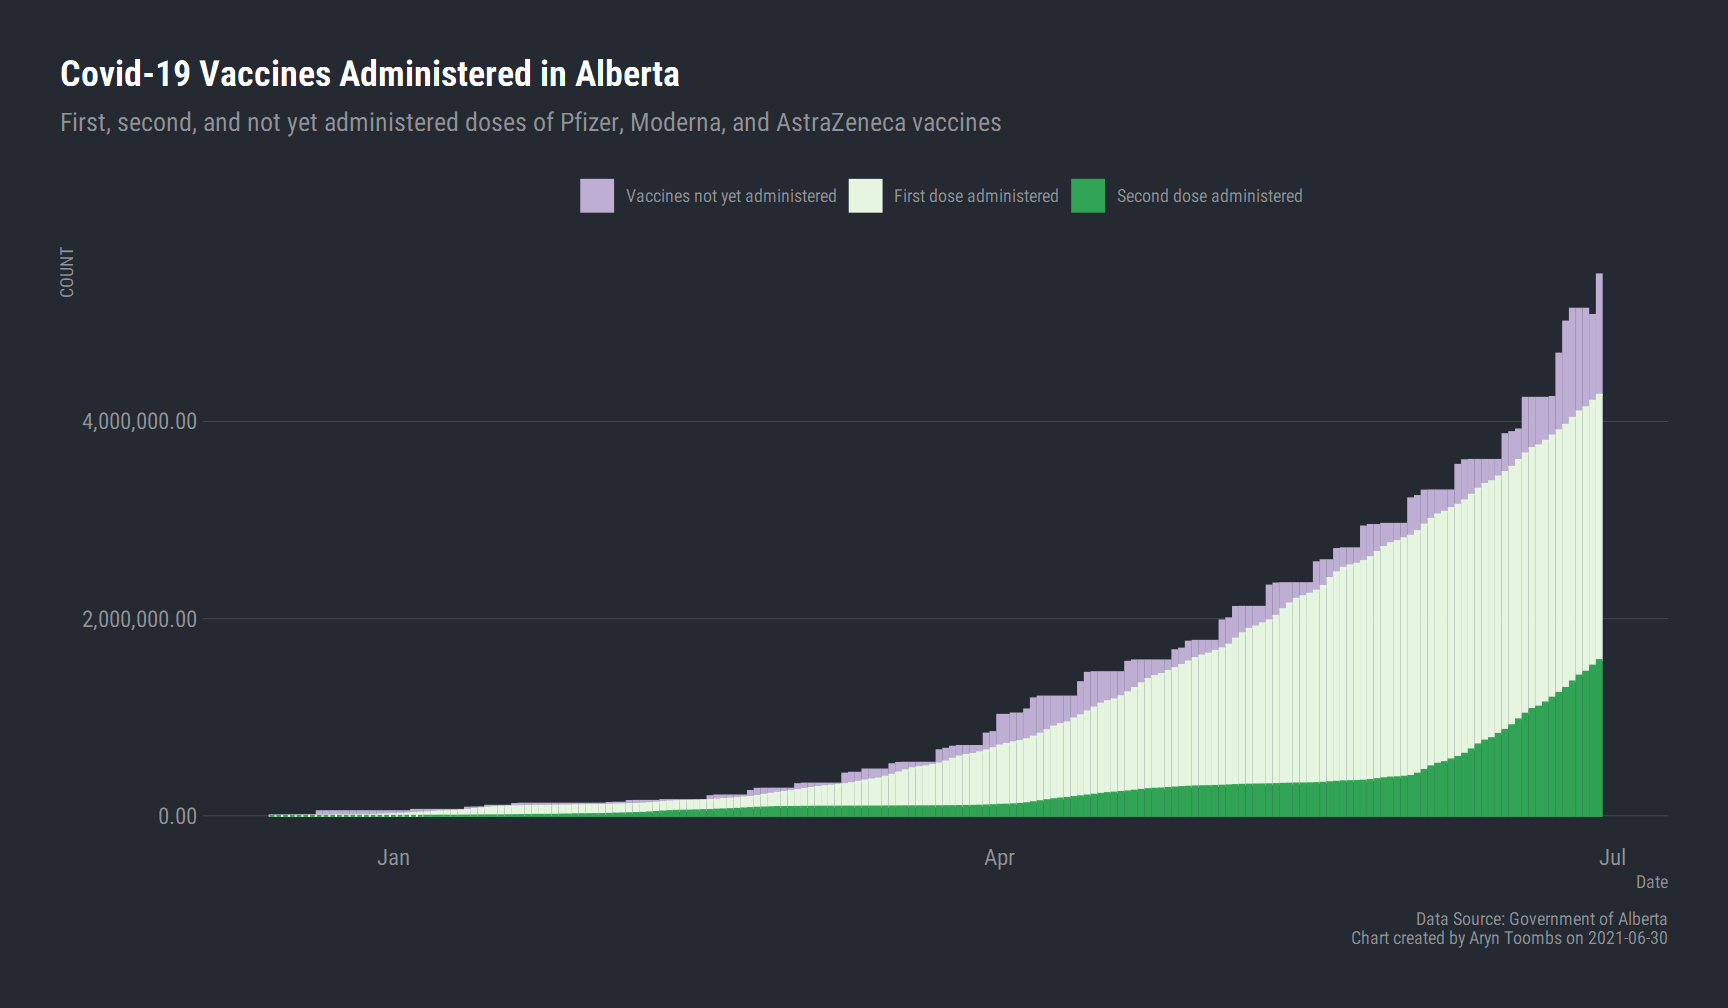 Covid-19 Vaccines Administered in Alberta
First, second, and not yet administered doses of Pfizer, Moderna, and AstraZeneca vaccines
Vaccines not yet administered First dose administered Second dose administered
COUNT
4,000,000.00
2,000,000.00
0.00
Jan Apr Jul
Date
Data Source: Government of Alberta
Chart created by Aryn Toombs on 2021-06-30